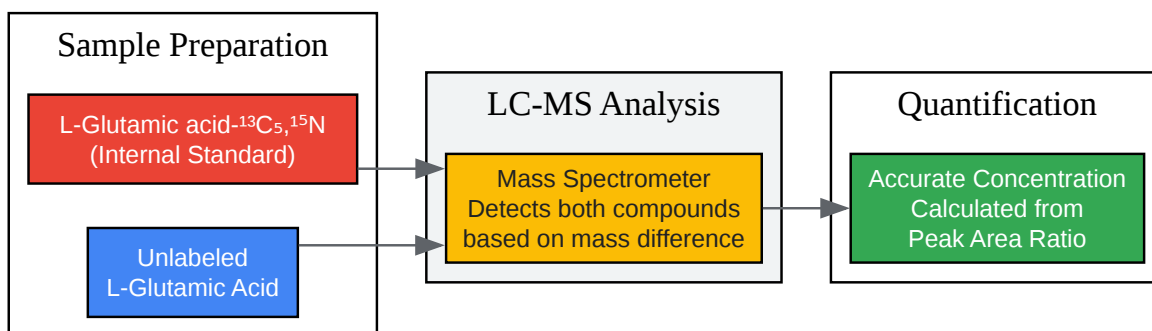 Sample Preparation
L-Glutamic acid-¹³C₅,¹⁵N
(Internal Standard)
Unlabeled
L-Glutamic Acid
LC-MS Analysis
Mass Spectrometer
Detects both compounds
based on mass difference
Quantification
Accurate Concentration
Calculated from
Peak Area Ratio